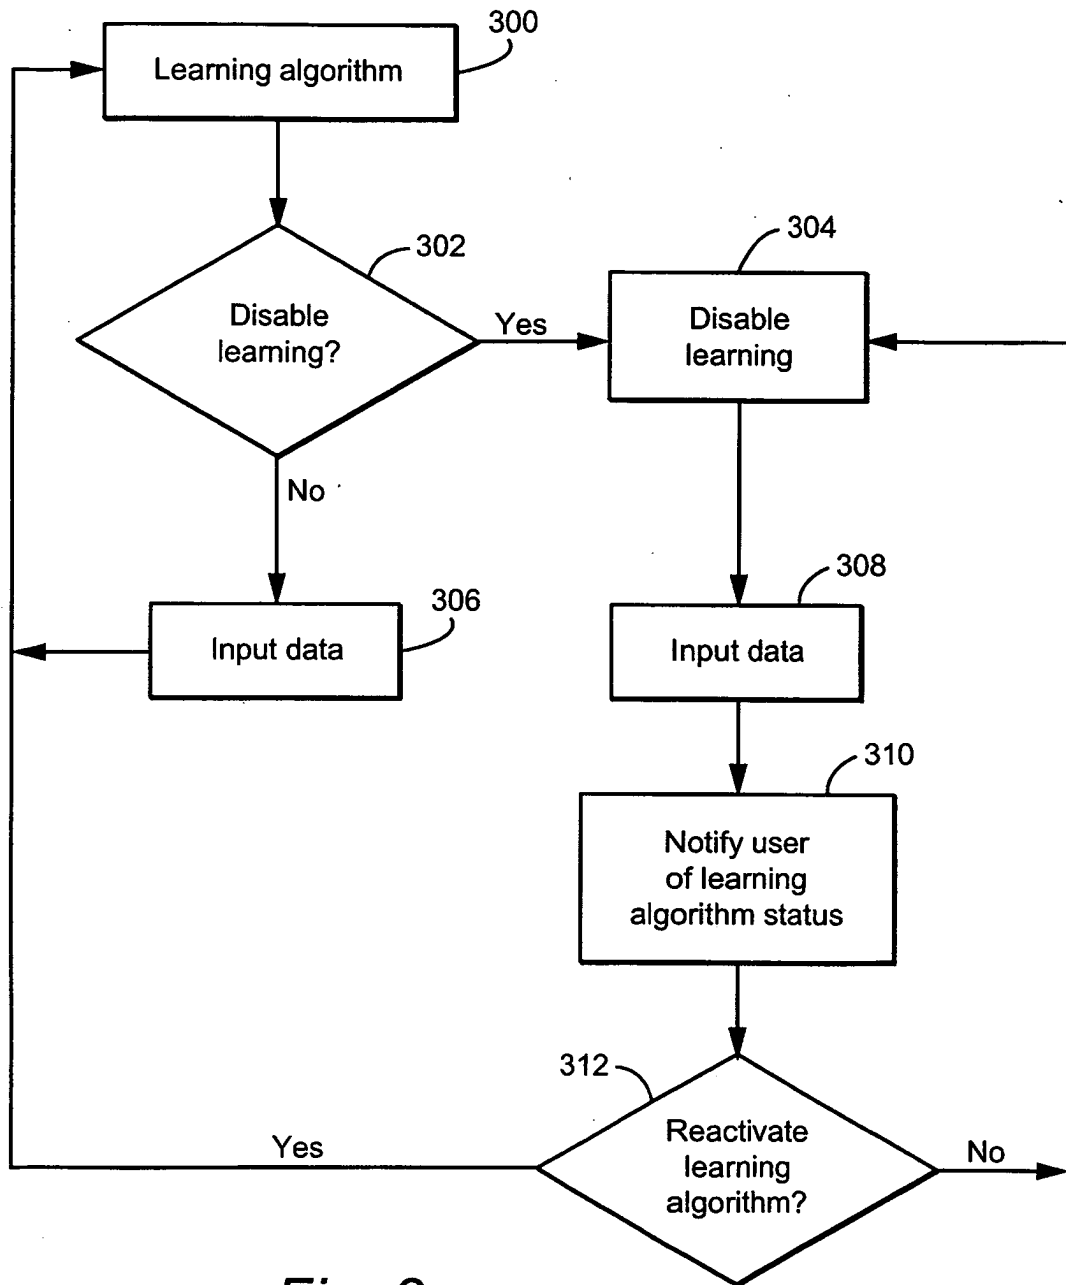 300
Learning algorithm
302
Disable
learning?
Yes
304
Disable
learning
No
306
Input data
308
Input data
310
Notify user
of learning
algorithm status
312
Reactivate
learning
algorithm?
Yes
No